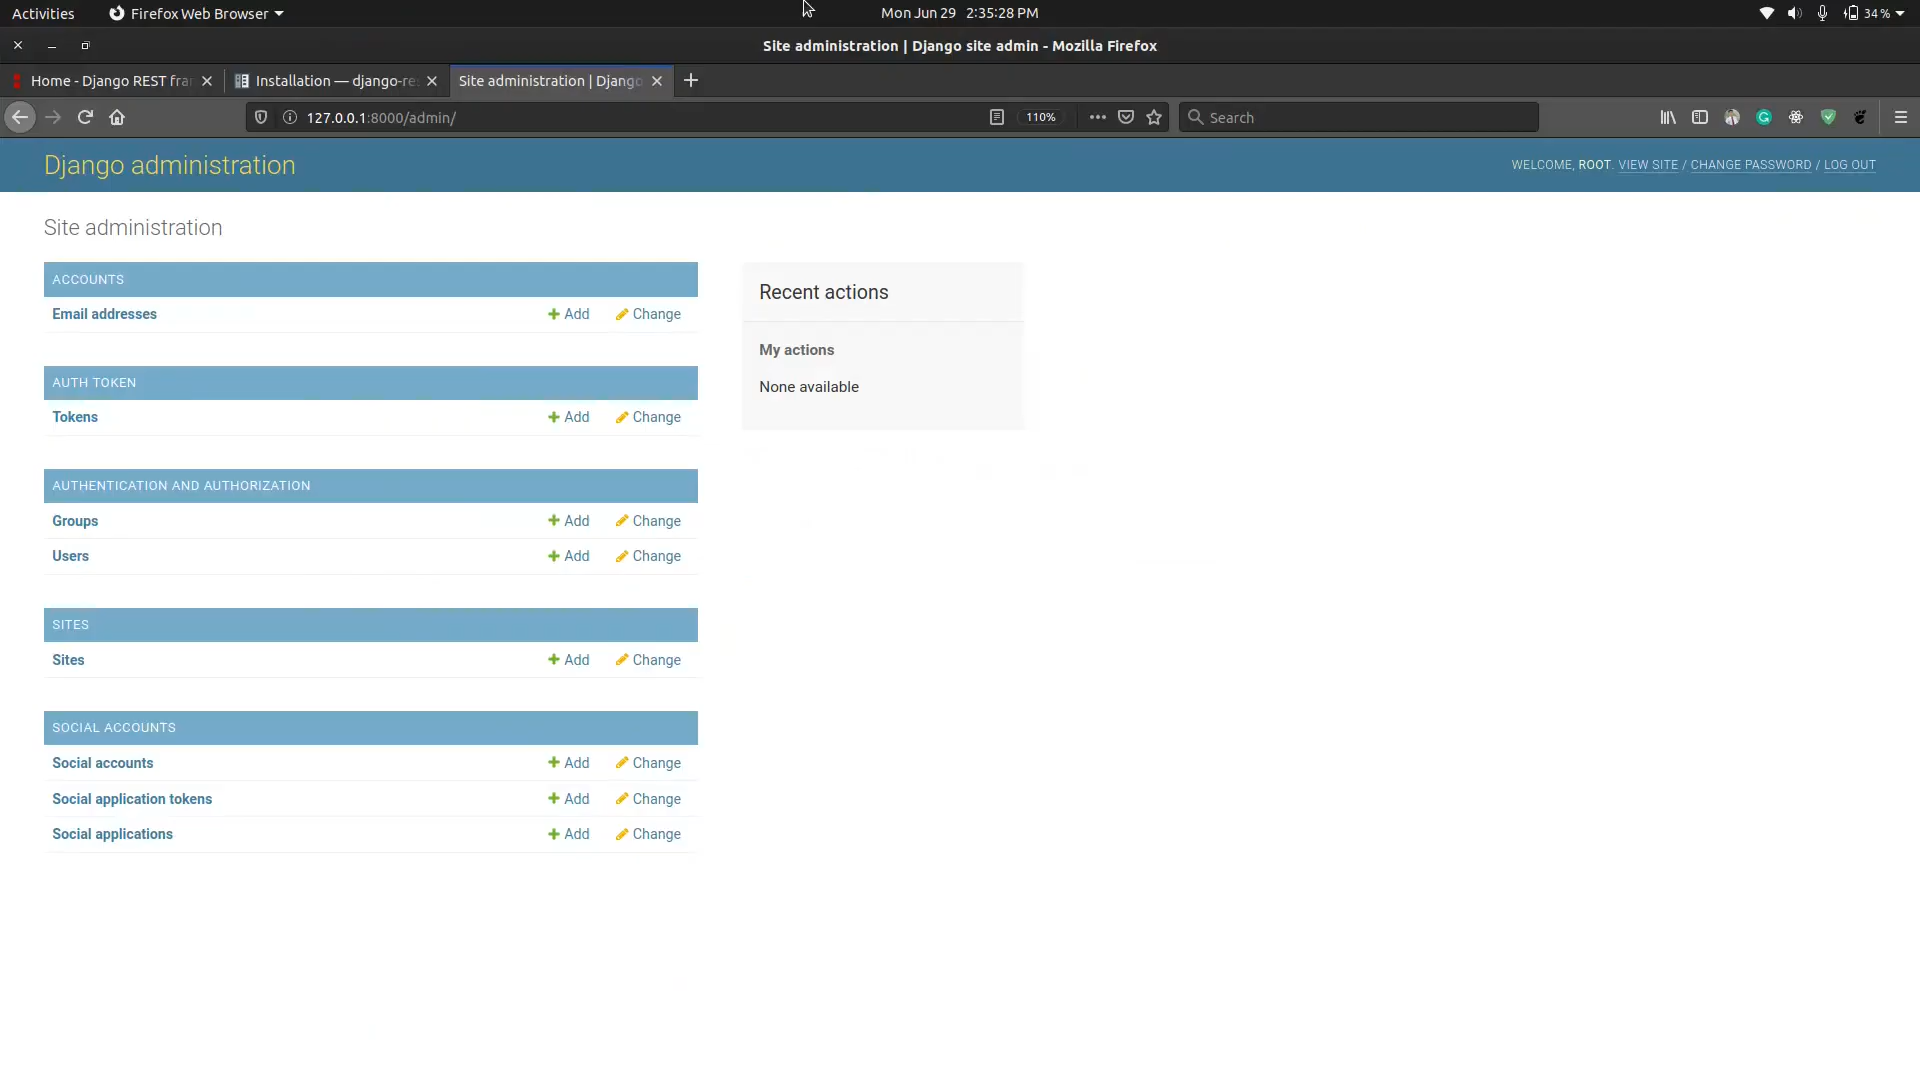 Activities Firefox Web Browser Mon Jun 29 2:35:28 PM 34 %
Site administration | Django site admin - Mozilla Firefox
Home - Django REST fra Installation — django-re Site administration | Django
127.0.0.1:8000/admin/ 110% Search
Django administration WELCOME, ROOT. VIEW SITE / CHANGE PASSWORD / LOG OUT
Site administration
ACCOUNTS
Email addresses Add Change
AUTH TOKEN
Tokens Add Change
AUTHENTICATION AND AUTHORIZATION
Groups Add Change
Users Add Change
SITES
Sites Add Change
SOCIAL ACCOUNTS
Social accounts Add Change
Social application tokens Add Change
Social applications Add Change
Recent actions
My actions
None available